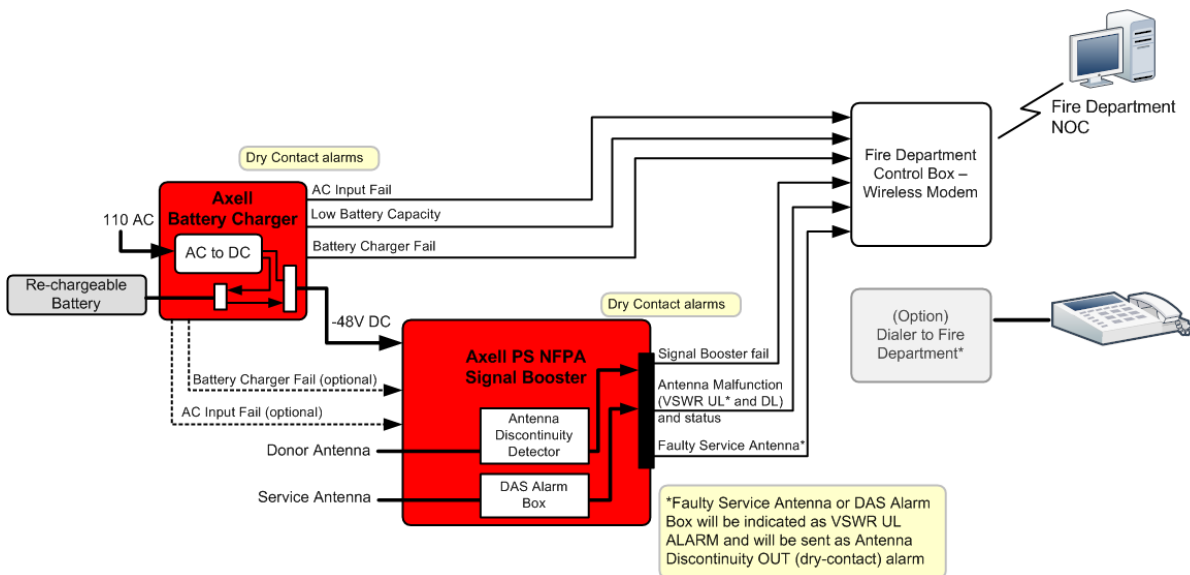 Fire Department
NOC
Dry Contact alarms
Fire Department
Control Box –
Wireless Modem
Axell
Battery Charger
110 AC
AC to DC
AC Input Fail
Low Battery Capacity
Battery Charger Fail
Re-chargeable
Battery
-48V DC
Dry Contact alarms
(Option)
Dialer to Fire
Department*
Axell PS NFPA
Signal Booster
Signal Booster fail
Battery Charger Fail (optional)
AC Input Fail (optional)
Antenna Malfunction
(VSWR UL* and DL)
and status
Antenna
Discontinuity
Detector
Donor Antenna
Faulty Service Antenna*
DAS Alarm
Box
Service Antenna
*Faulty Service Antenna or DAS Alarm
Box will be indicated as VSWR UL
ALARM and will be sent as Antenna
Discontinuity OUT (dry-contact) alarm